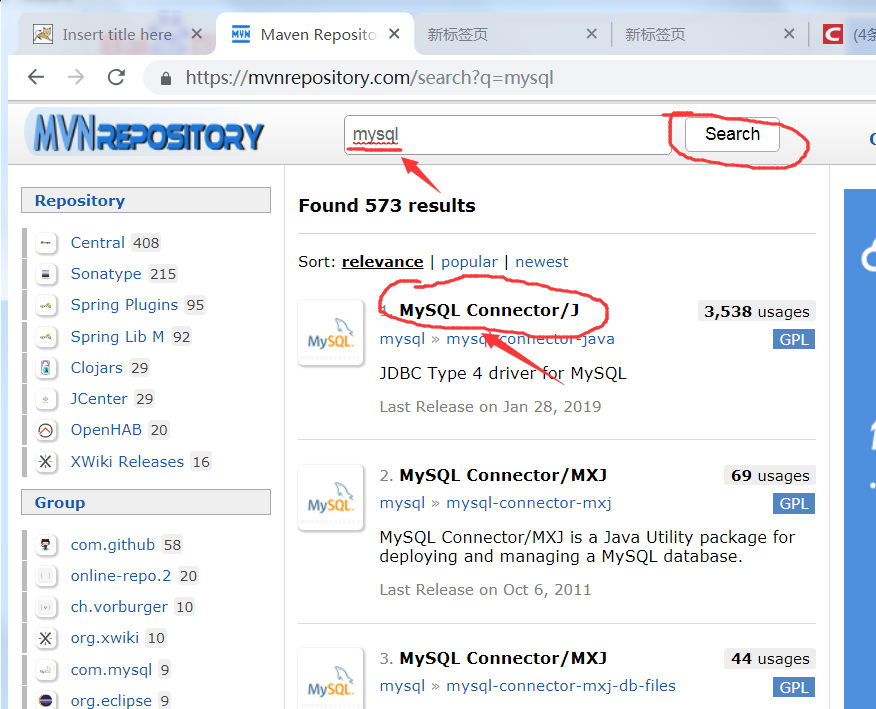 Insert title here
Maven Reposito
新标签页
新标签页
(4条
https://mvnrepository.com/search?q=mysql
MVNREPOSITORY
mysql
Search
Repository
Central 408
Sonatype 215
Spring Plugins 95
Spring Lib M 92
Clojars 29
JCenter 29
OpenHAB 20
XWiki Releases 16
Group
com.github 58
online-repo.2 20
ch.vorburger 10
org.xwiki 10
com.mysql 9
org.eclipse 9
Found 573 results
Sort: relevance | popular | newest
1. MySQL Connector/J
3,538 usages
mysql » mysql-connector-java
GPL
JDBC Type 4 driver for MySQL
Last Release on Jan 28, 2019
2. MySQL Connector/MXJ
69 usages
mysql » mysql-connector-mxj
GPL
MySQL Connector/MXJ is a Java Utility package for
deploying and managing a MySQL database.
Last Release on Oct 6, 2011
3. MySQL Connector/MXJ
44 usages
mysql » mysql-connector-mxj-db-files
GPL
MySQL
MySQL
MySQL